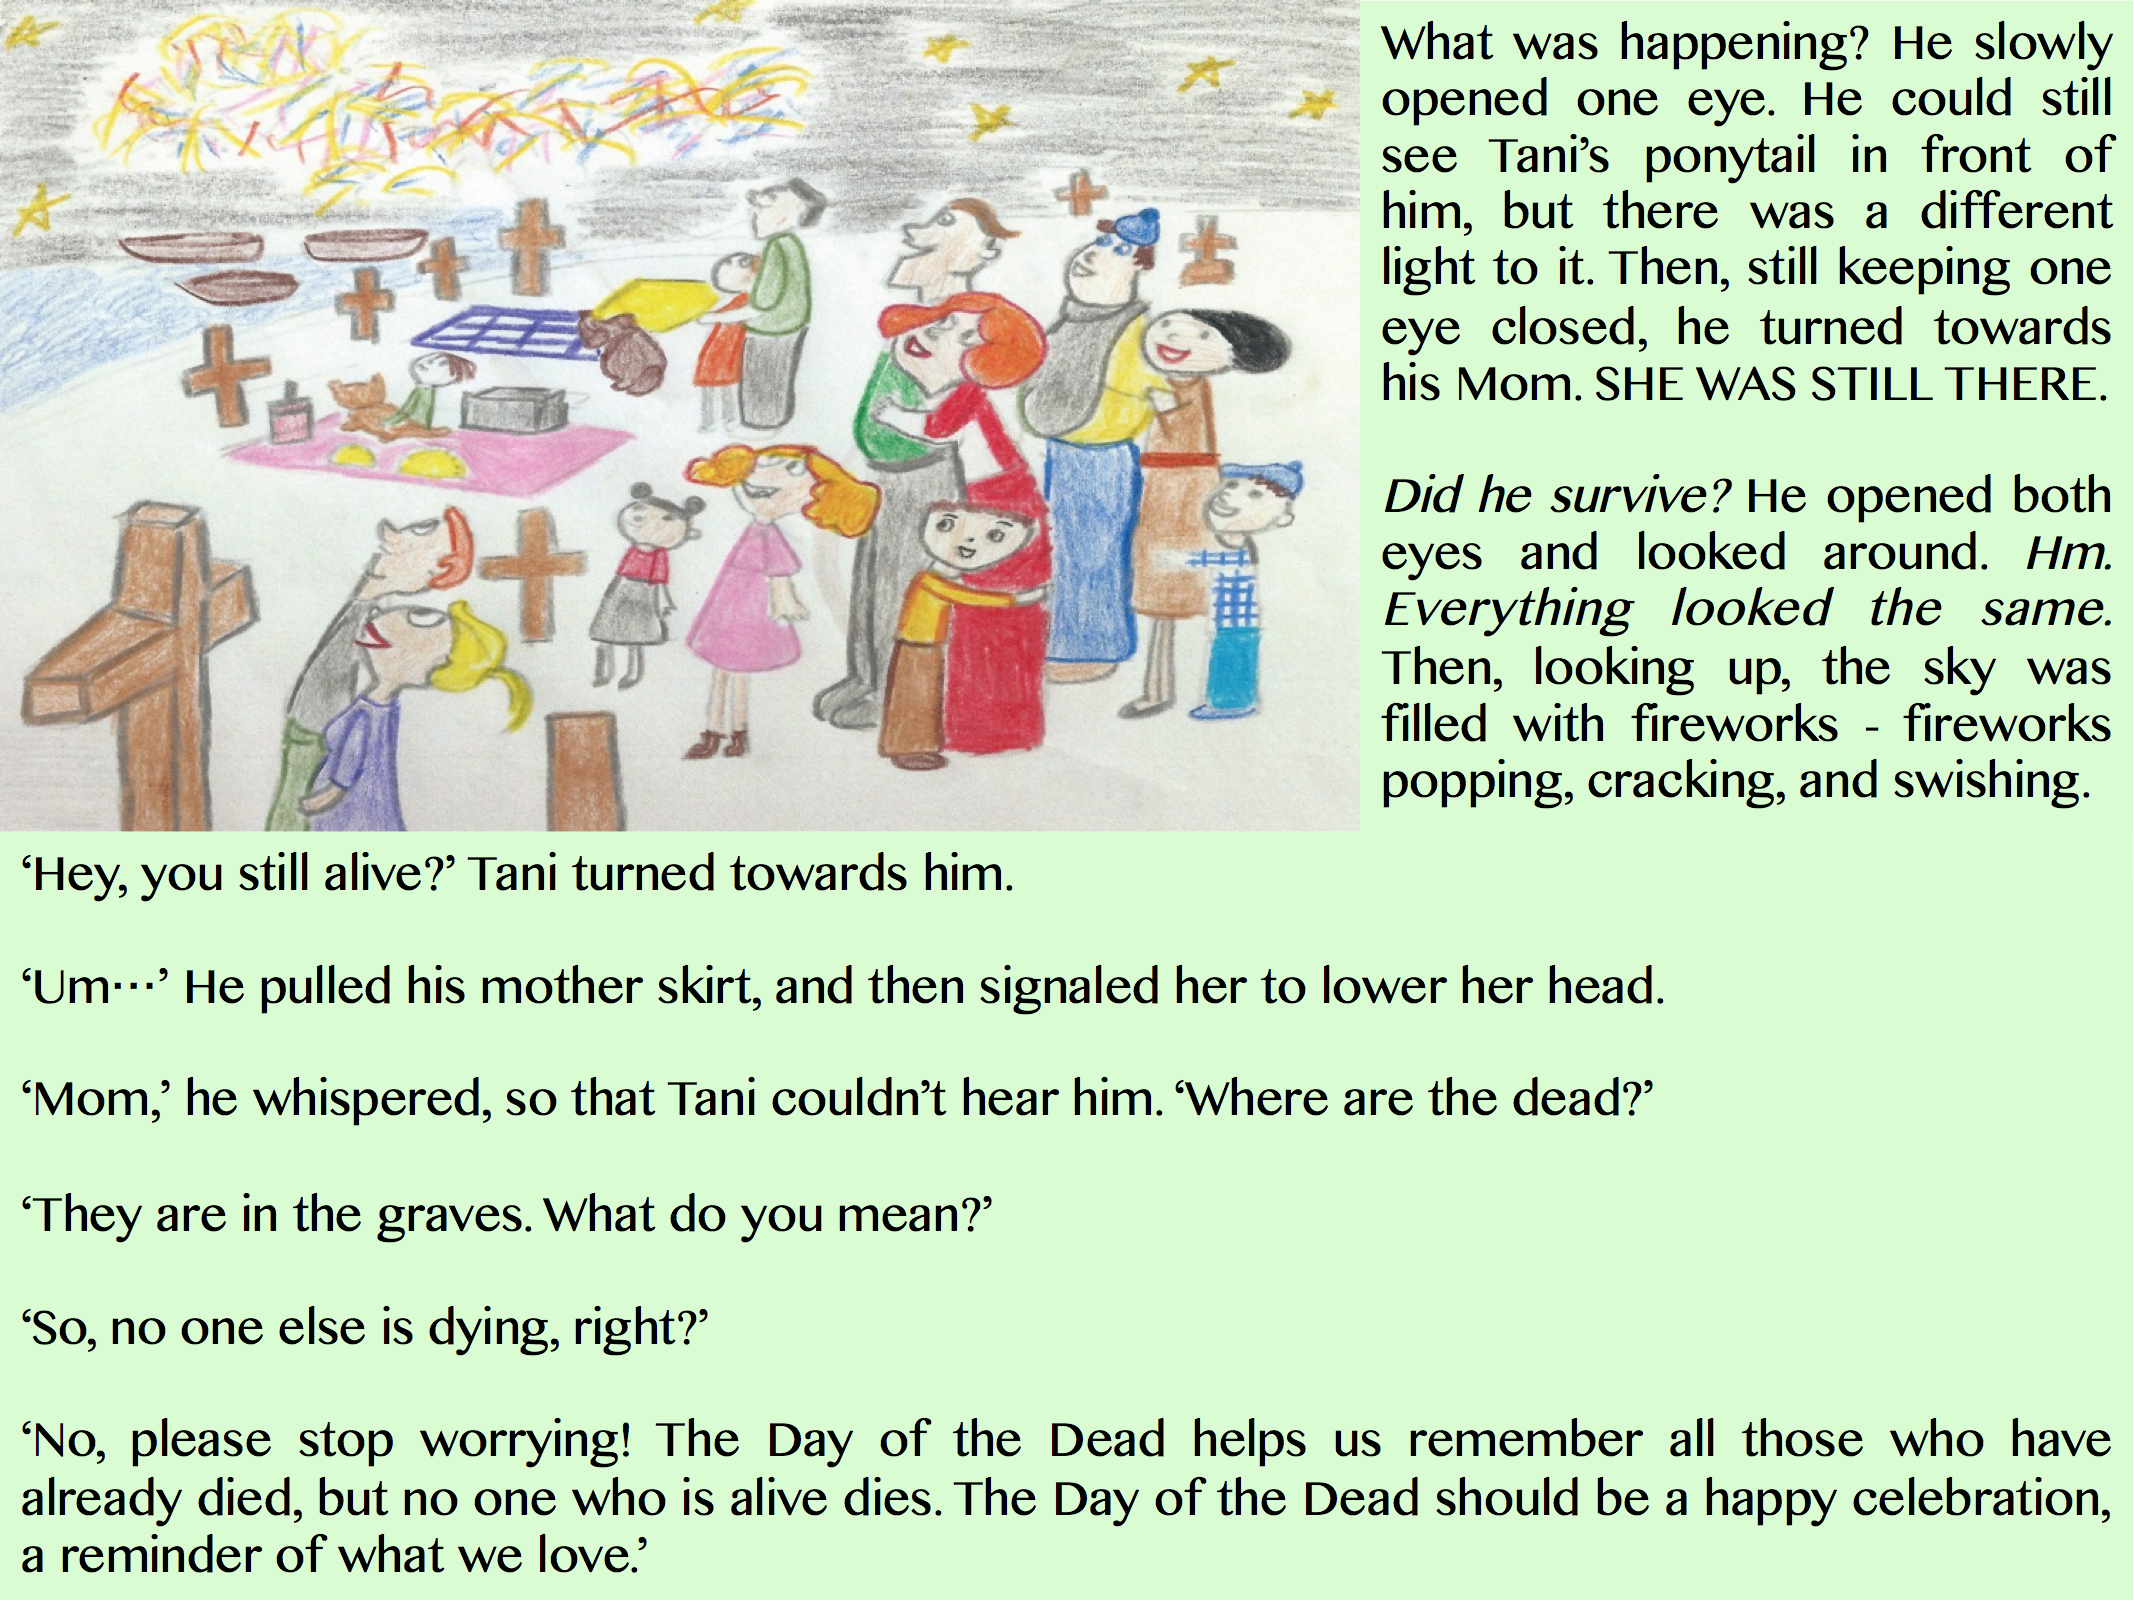 What was happening? He slowly
opened one eye. He could still
see Tani’s ponytail in front of
him, but there was a different
light to it. Then, still keeping one
eye closed, he turned towards
his Mom. SHE WAS STILL THERE.
Did he survive? He opened both
eyes and looked around. Hm.
Everything looked the same.
Then, looking up, the sky was
filled with fireworks - fireworks
popping, cracking, and swishing.
‘Hey, you still alive?’ Tani turned towards him.
‘Um⋯’ He pulled his mother skirt, and then signaled her to lower her head.
‘Mom,’ he whispered, so that Tani couldn’t hear him. ‘Where are the dead?’
‘They are in the graves. What do you mean?’
‘So, no one else is dying, right?’
‘No, please stop worrying! The Day of the Dead helps us remember all those who have
already died, but no one who is alive dies. The Day of the Dead should be a happy celebration,
a reminder of what we love.’